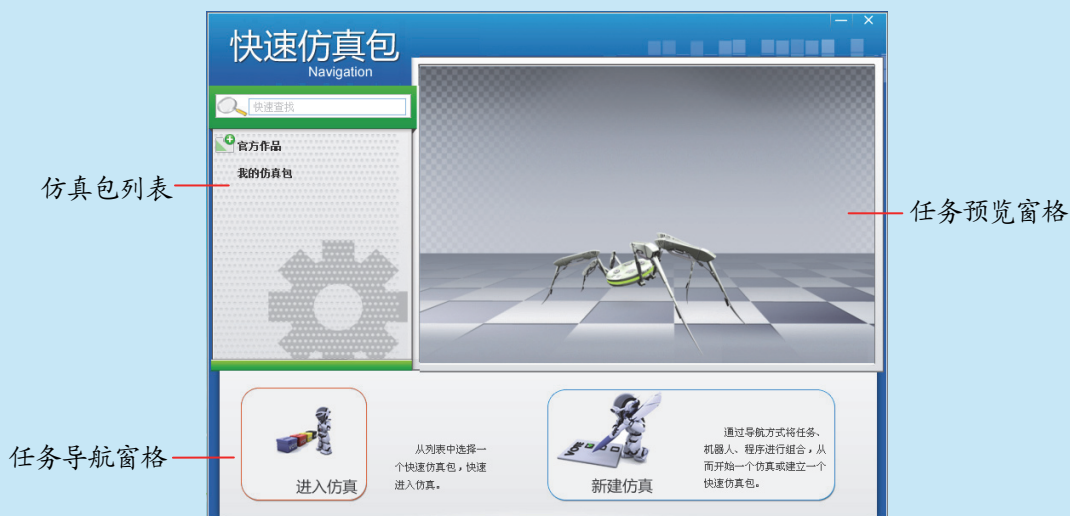 快速仿真包
Navigation
快速查找
官方作品
我的仿真包
仿真包列表
任务预览窗格
任务导航窗格
进入仿真
从列表中选择一
个快速仿真包，快速
进入仿真。
新建仿真
通过导航方式将任务、
机器人、程序进行组合，从
而开始一个仿真或建立一个
快速仿真包。